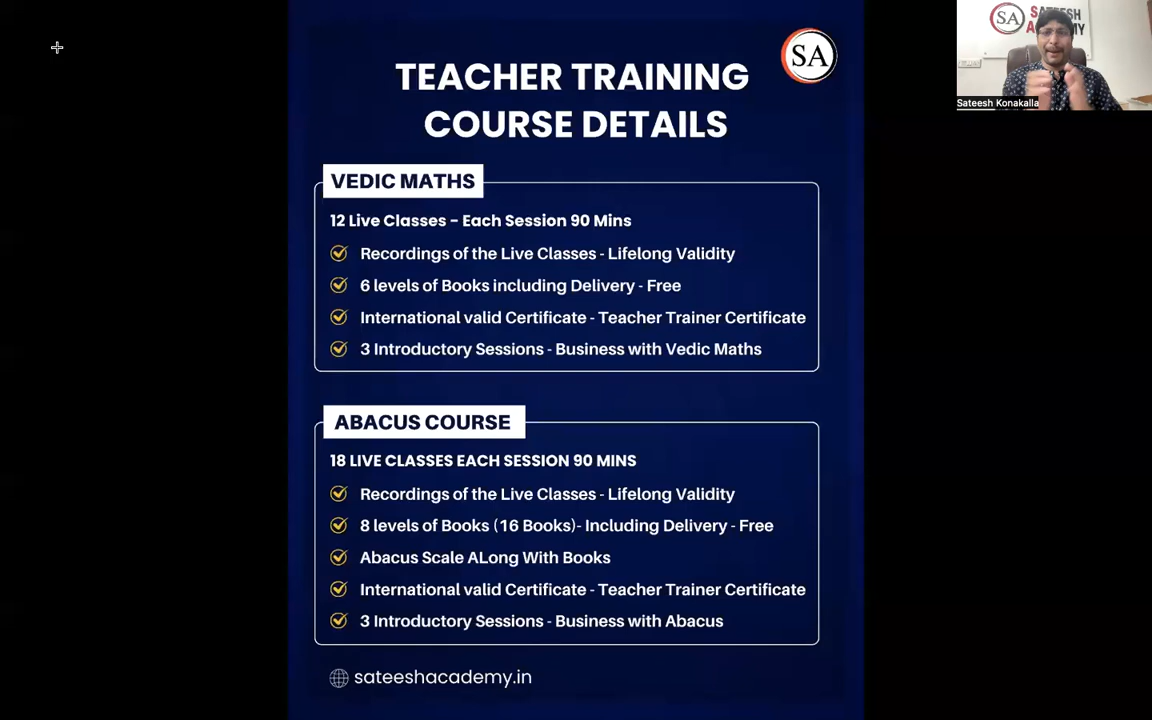 SA
TEACHER TRAINING
COURSE DETAILS
VEDIC MATHS
12 Live Classes - Each Session 90 Mins
Recordings of the Live Classes - Lifelong Validity
6 levels of Books including Delivery - Free
International valid Certificate - Teacher Trainer Certificate
3 Introductory Sessions - Business with Vedic Maths
ABACUS COURSE
18 LIVE CLASSES EACH SESSION 90 MINS
Recordings of the Live Classes - Lifelong Validity
8 levels of Books (16 Books)- Including Delivery - Free
Abacus Scale ALong With Books
International valid Certificate - Teacher Trainer Certificate
3 Introductory Sessions - Business with Abacus
sateeshacademy.in
SA
Sateesh Konakalla